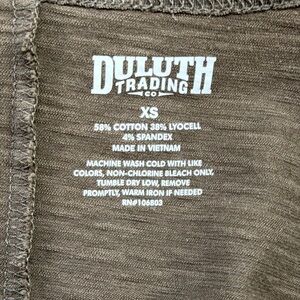 DULUTH
TRADING
CO
XS
58% COTTON 38% LYOCELL
4% SPANDEX
MADE IN VIETNAM
MACHINE WASH COLD WITH LIKE
COLORS, NON-CHLORINE BLEACH ONLY,
TUMBLE DRY LOW, REMOVE
PROMPTLY, WARM IRON IF NEEDED
RN#106803